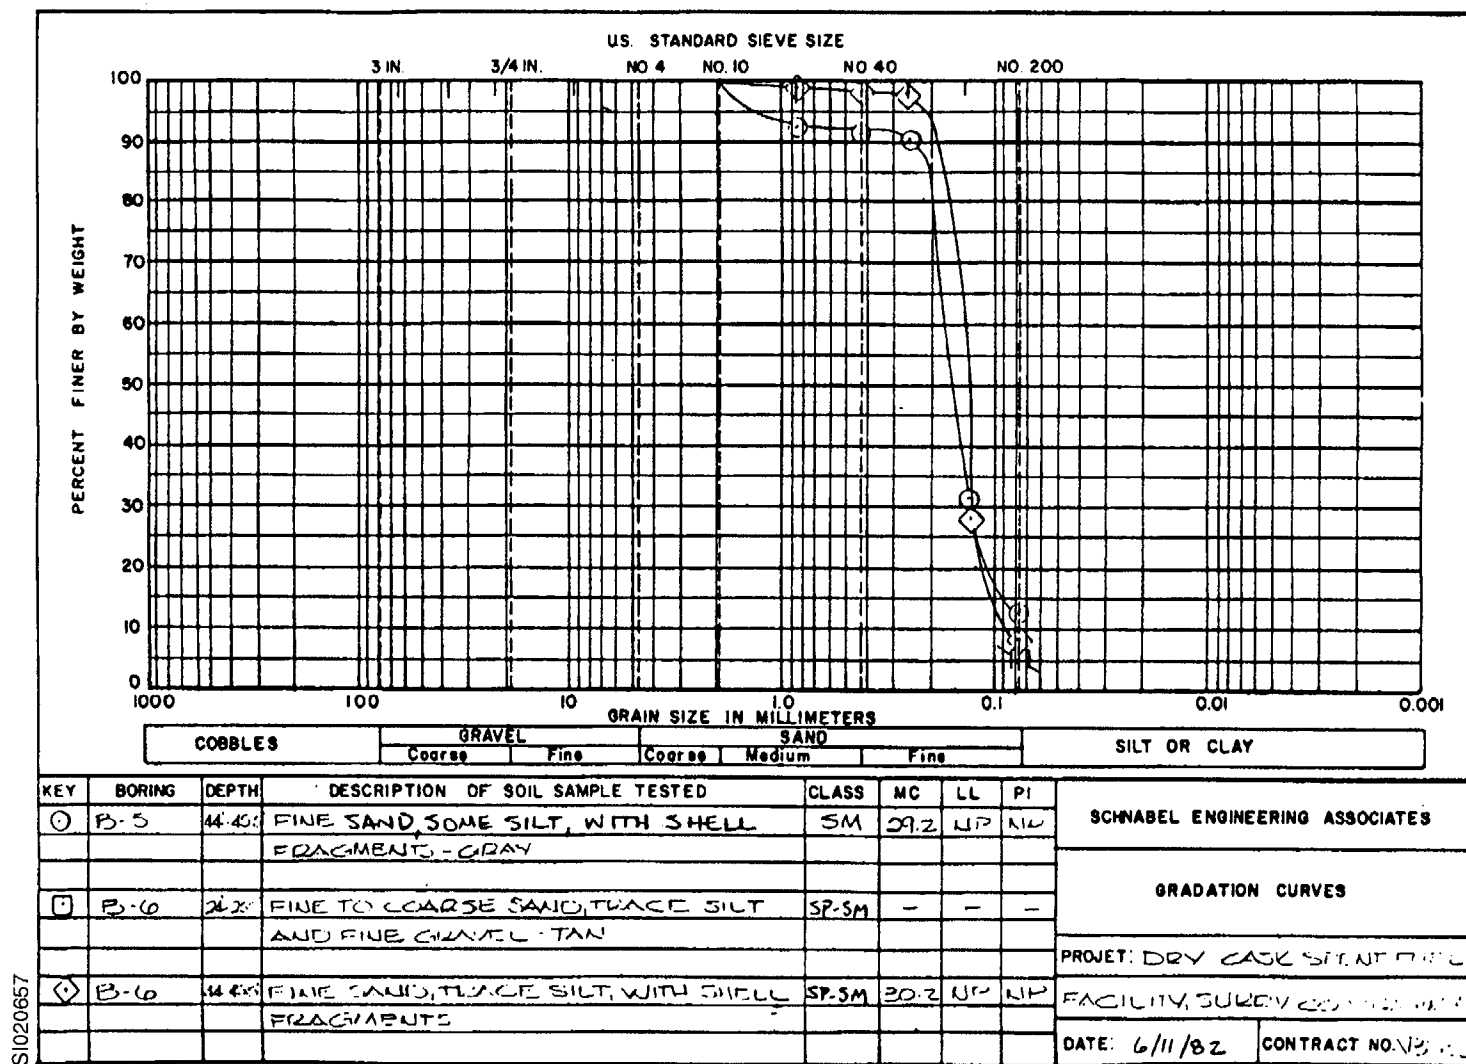 U.S. STANDARD SIEVE SIZE
3 IN. 3/4 IN. NO 4 NO. 10 NO 40 NO. 200
PERCENT FINER BY WEIGHT
100
90
80
70
60
50
40
30
20
10
0
1000 100 10 1.0 0.1 0.01 0.001
GRAIN SIZE IN MILLIMETERS
COBBLES GRAVEL SAND SILT OR CLAY
Coarse Fine Coarse Medium Fine
KEY BORING DEPTH DESCRIPTION OF SOIL SAMPLE TESTED CLASS MC LL PI
B-5 FINE SAND, SOME SILT, WITH SHELL SM 29.2 NP NP
FRAGMENTS - GRAY
B-6 FINE TO COARSE SAND, TRACE SILT SP-SM - - -
AND FINE GRAVEL - TAN
B-6 FINE SAND, TRACE SILT, WITH SHELL SP-SM 30.2 NP NP
FRAGMENTS
SCHNABEL ENGINEERING ASSOCIATES
GRADATION CURVES
PROJET: DRY CASK
FACILITY, SURRY
DATE: 6/11/82 CONTRACT NO.
SI020657